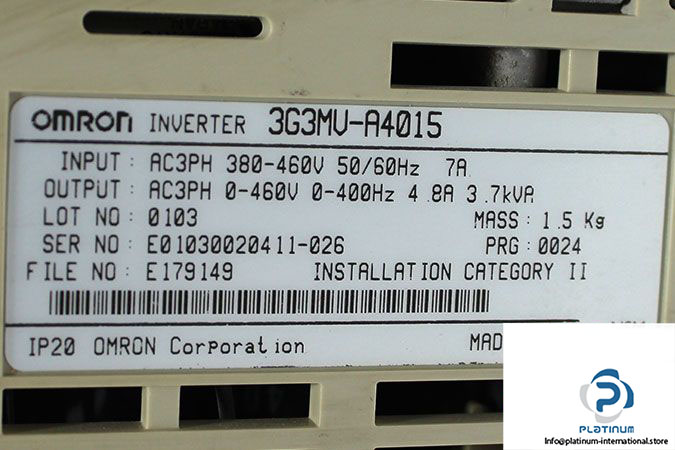 OMRON INVERTER 3G3MV-A4015
INPUT : AC3PH 380-460V 50/60Hz 7A
OUTPUT : AC3PH 0-460V 0-400Hz 4.8A 3.7kVA
LOT NO : 0103 MASS : 1.5 Kg
SER NO : E01030020411-026 PRG : 0024
FILE NO : E179149 INSTALLATION CATEGORY II
IP20 OMRON Corporation MAD
PLATINUM
Info@platinum-international.store